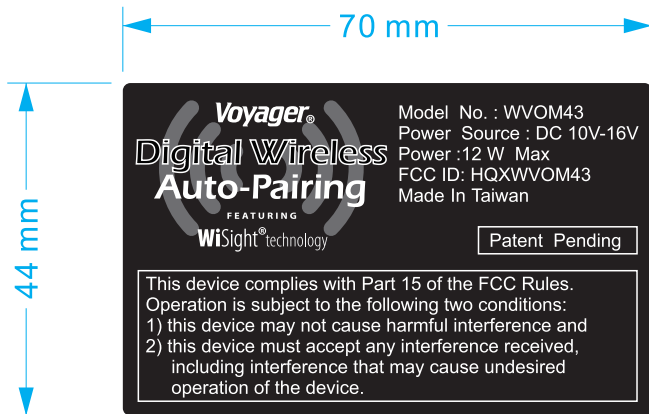 70 mm
44 mm
Voyager®
Digital Wireless
Auto-Pairing
FEATURING
WiSight® technology
Model No. : WVOM43
Power Source : DC 10V-16V
Power :12 W Max
FCC ID: HQXWVOM43
Made In Taiwan
Patent Pending
This device complies with Part 15 of the FCC Rules.
Operation is subject to the following two conditions:
1) this device may not cause harmful interference and
2) this device must accept any interference received,
including interference that may cause undesired
operation of the device.